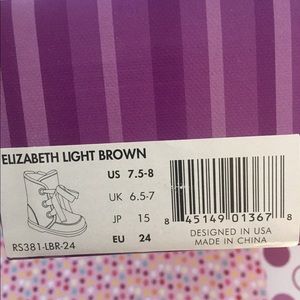 ELIZABETH LIGHT BROWN
US 7.5-8
UK 6.5-7
JP 15
EU 24
RS381-LBR-24
8 45149 01367 8
DESIGNED IN USA
MADE IN CHINA